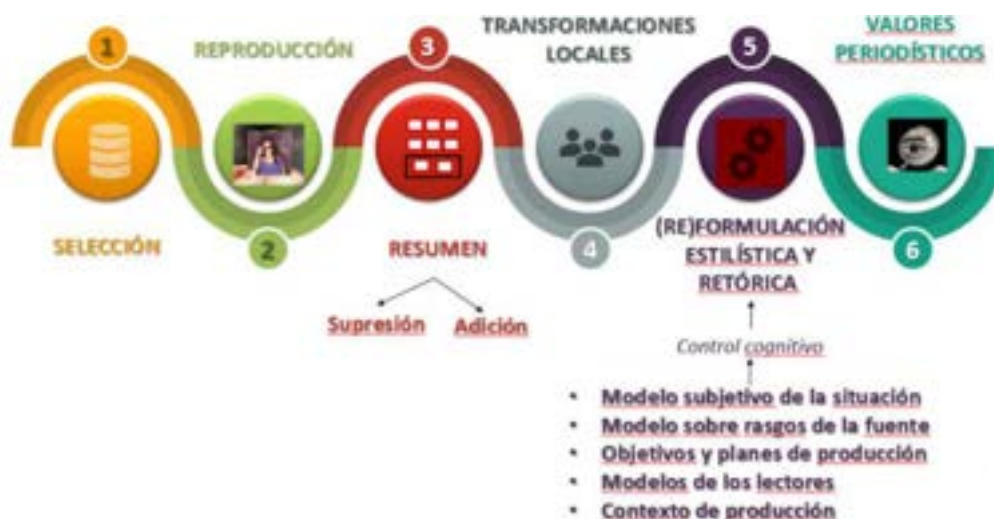 1
SELECCIÓN
REPRODUCCIÓN
2
3
RESUMEN
Supresión Adición
TRANSFORMACIONES
LOCALES
4
5
(RE)FORMULACIÓN
ESTILÍSTICA Y
RETÓRICA
Control cognitivo
• Modelo subjetivo de la situación
• Modelo sobre rasgos de la fuente
• Objetivos y planes de producción
• Modelos de los lectores
• Contexto de producción
VALORES
PERIODÍSTICOS
6